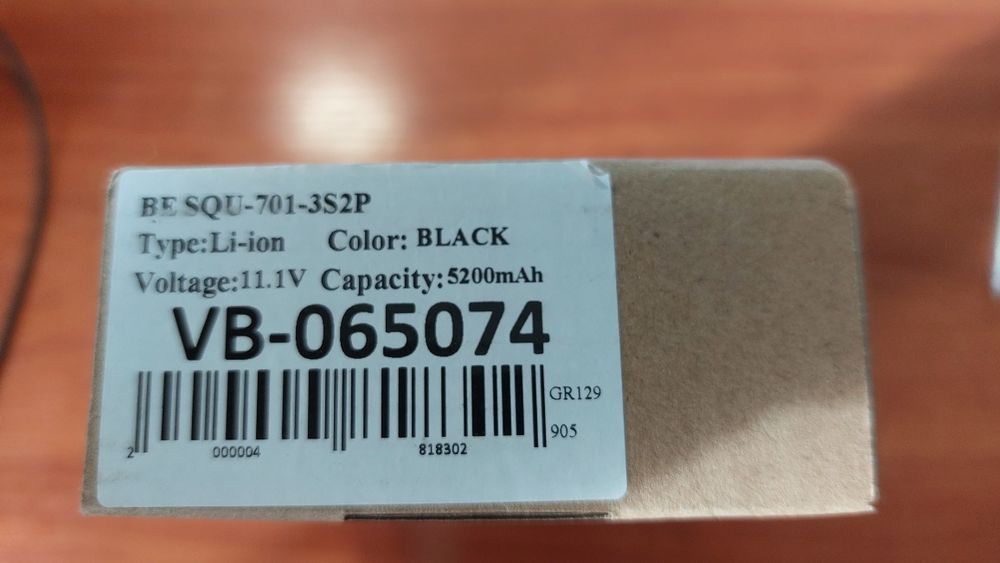 BE SQU-701-3S2P
Type:Li-ion Color: BLACK
Voltage:11.1V Capacity:5200mAh
VB-065074
GR129
905
2 000004 818302